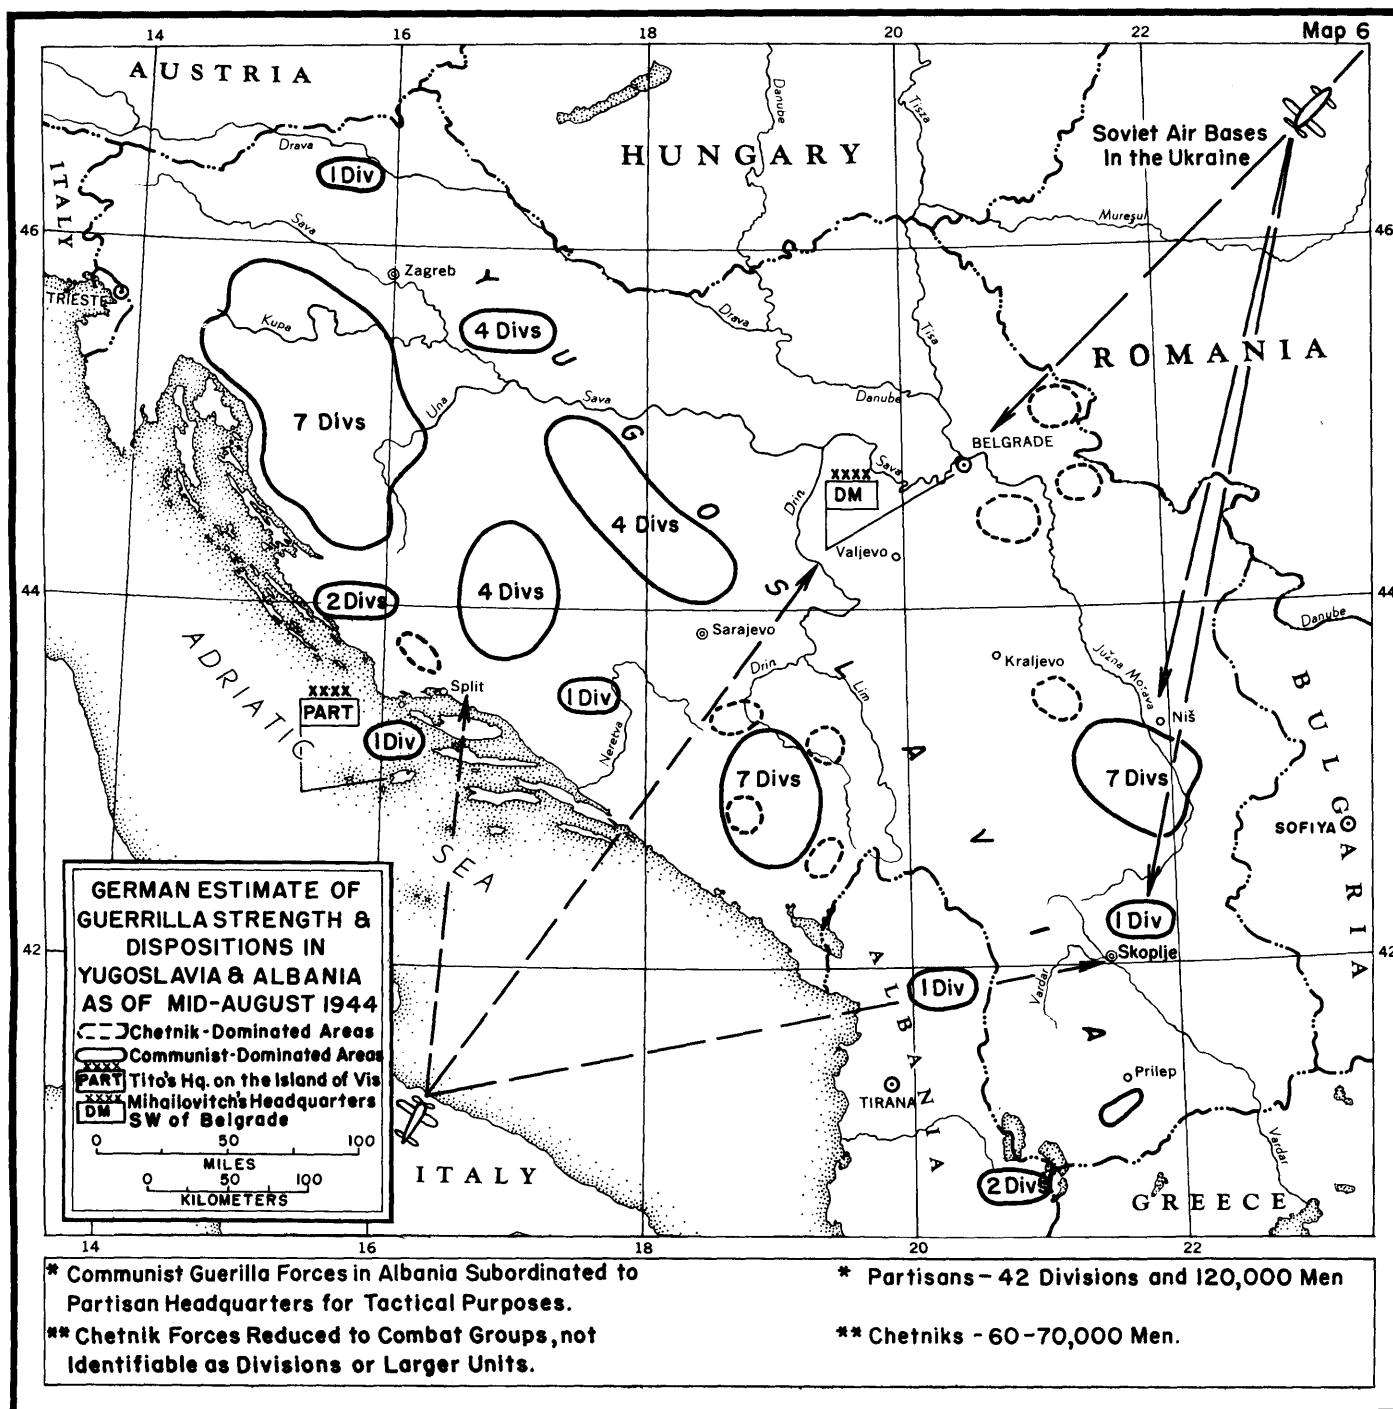 Map 6
14 16 18 20 22
AUSTRIA
HUNGARY
ITALY
Drava
Danube
Tisza
Soviet Air Bases
In the Ukraine
1 Div
Mureşul
46
46
Sava
Zagreb
TRIESTE
Kupa
4 Divs
Drava
Tisa
ROMANIA
YUGOSLAVIA
7 Divs
Una
Sava
Danube
BELGRADE
XXXX
DM
Sava
Drin
Valjevo
4 Divs
44
44
2 Divs
4 Divs
Sarajevo
Drin
Lim
Kraljevo
Južna Morava
Danube
BULGARIA
ADRIATIC SEA
XXXX
PART
Split
1 Div
1 Div
Neretva
Niš
7 Divs
7 Divs
SOFIYA
1 Div
Skoplje
42
42
Vardar
1 Div
ALBANIA
TIRANA
Prilep
Vardar
2 Divs
GREECE
ITALY
GERMAN ESTIMATE OF
GUERRILLA STRENGTH &
DISPOSITIONS IN
YUGOSLAVIA & ALBANIA
AS OF MID-AUGUST 1944
Chetnik-Dominated Areas
Communist-Dominated Areas
XXXX
PART Tito's Hq. on the Island of Vis
XXXX
DM Mihailovitch's Headquarters
SW of Belgrade
0 50 100
MILES
0 50 100
KILOMETERS
14 16 18 20 22
* Communist Guerilla Forces in Albania Subordinated to
Partisan Headquarters for Tactical Purposes.
** Chetnik Forces Reduced to Combat Groups, not
Identifiable as Divisions or Larger Units.
* Partisans - 42 Divisions and 120,000 Men
** Chetniks - 60-70,000 Men.